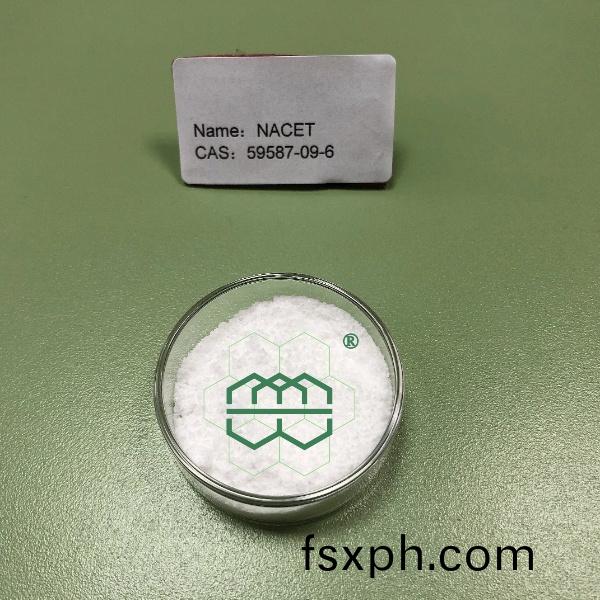 Name：NACET
CAS：59587-09-6
®
fsxph.com